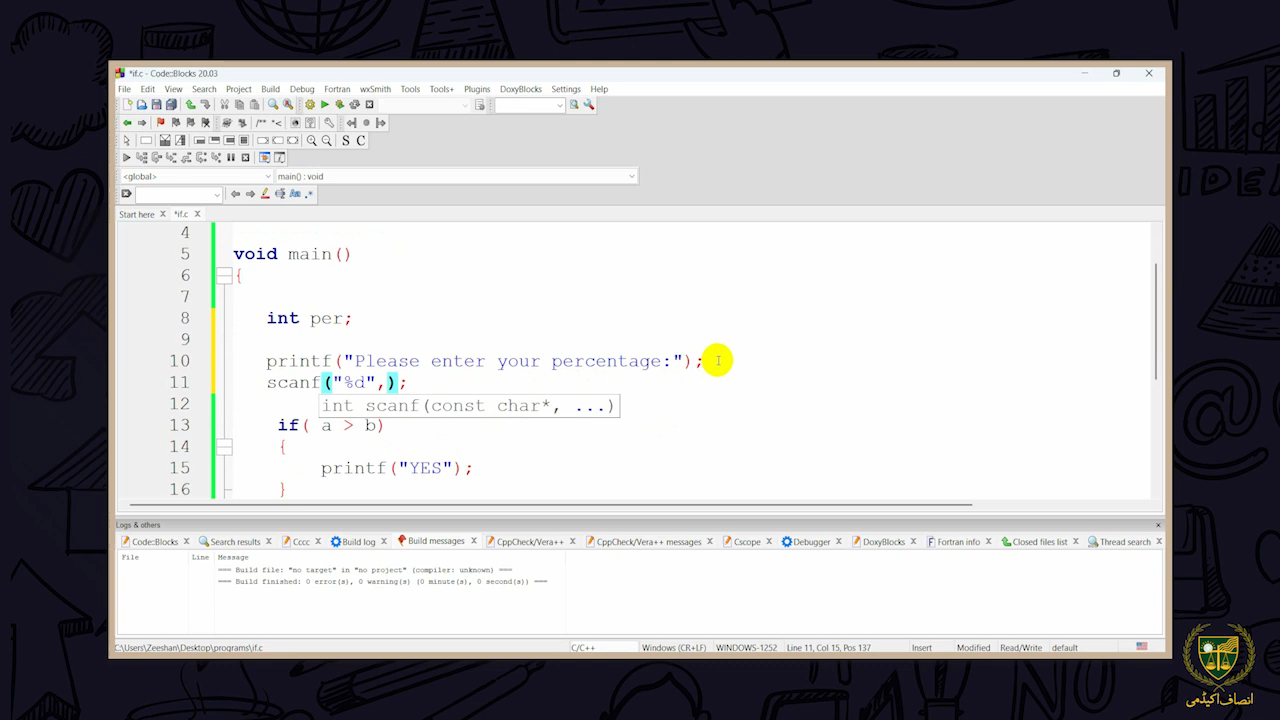 *if.c - Code::Blocks 20.03
File Edit View Search Project Build Debug Fortran wxSmith Tools Tools+ Plugins DoxyBlocks Settings Help
S C
<global> main() : void
Start here X *if.c X
4
5 void main()
6 {
7
8 int per;
9
10 printf("Please enter your percentage:");
11 scanf("%d",);
int scanf(const char*, ...)
12
13 if( a > b)
14 {
15 printf("YES");
16 }
Logs & others
Code::Blocks X Search results X Cccc X Build log X Build messages X CppCheck/Vera++ X CppCheck/Vera++ messages X Cscope X Debugger X DoxyBlocks X Fortran info X Closed files list X Thread search X
File Line Message
=== Build file: "no target" in "no project" (compiler: unknown) ===
=== Build finished: 0 error(s), 0 warning(s) (0 minute(s), 0 second(s)) ===
C:\Users\Zeeshan\Desktop\programs\if.c C/C++ Windows (CR+LF) WINDOWS-1252 Line 11, Col 15, Pos 137 Insert Modified Read/Write default
IDEA
NO
انصاف اکیڈمی